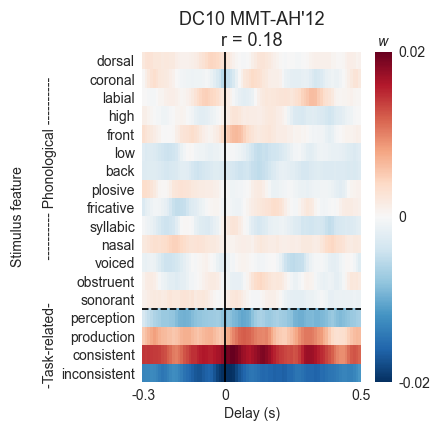 DC10 MMT-AH'12
r = 0.18
w
Stimulus feature
---------- Phonological ----------
-Task-related-
dorsal
coronal
labial
high
front
low
back
plosive
fricative
syllabic
nasal
voiced
obstruent
sonorant
perception
production
consistent
inconsistent
0.02
0
-0.02
-0.3
0
0.5
Delay (s)